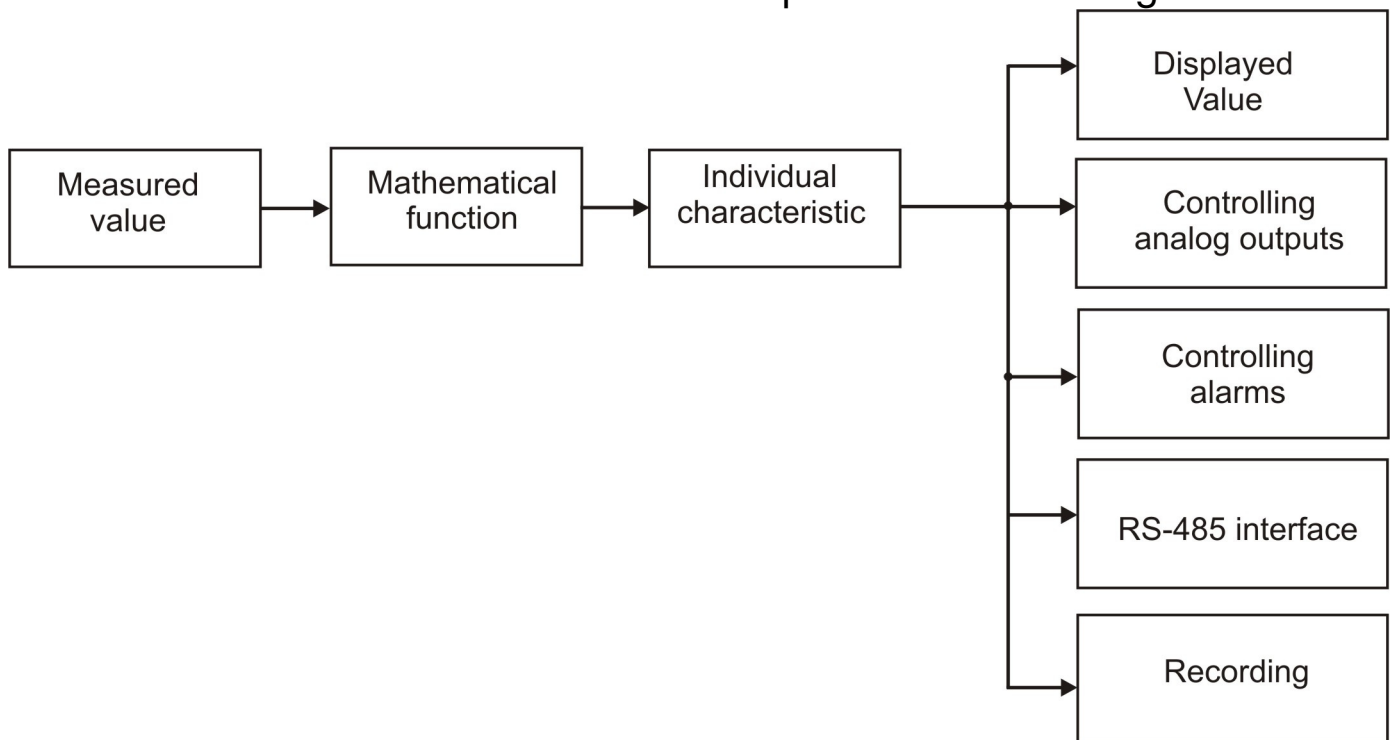 Measured
value
Mathematical
function
Individual
characteristic
Displayed
Value
Controlling
analog outputs
Controlling
alarms
RS-485 interface
Recording